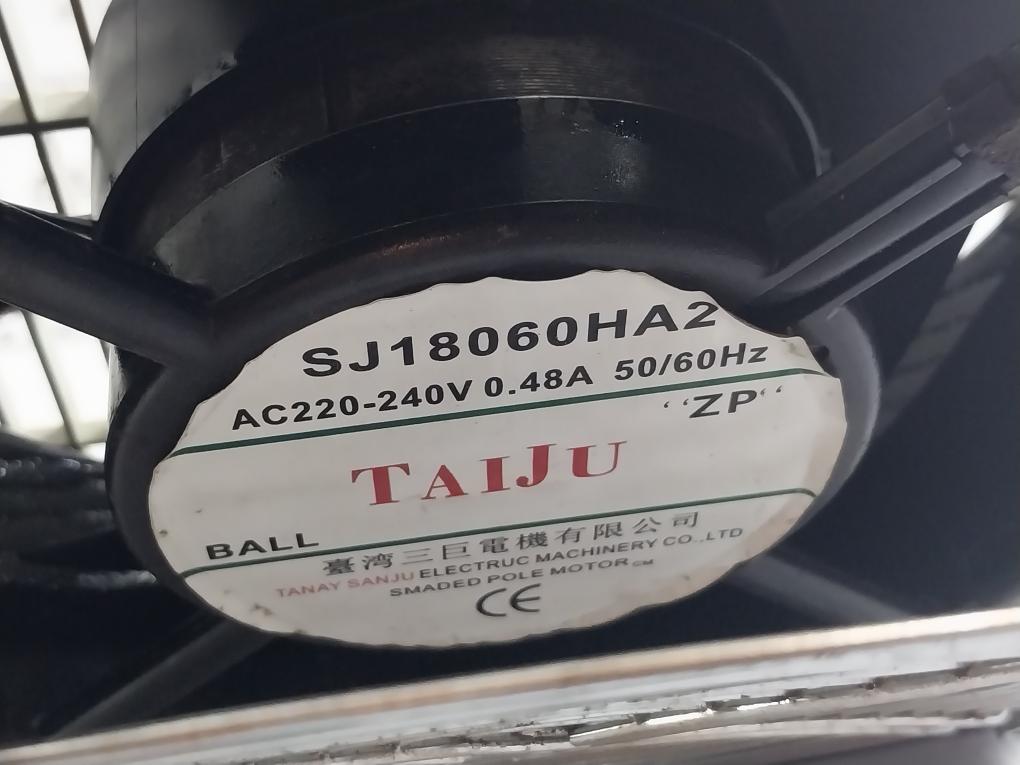 SJ18060HA2
AC220-240V 0.48A 50/60Hz
‘‘ZP‘‘
TAIJU
BALL
臺湾三巨電機有限公司
TANAY SANJU ELECTRUC MACHINERY CO.,LTD
SMADED POLE MOTOR GM
CE